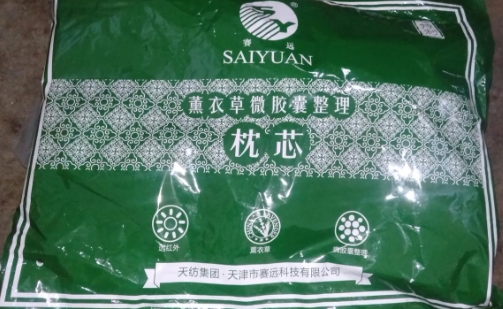 赛远
SAIYUAN
薰衣草微胶囊整理
枕芯
远红外
薰衣草
微胶囊整理
天纺集团·天津市赛远科技有限公司